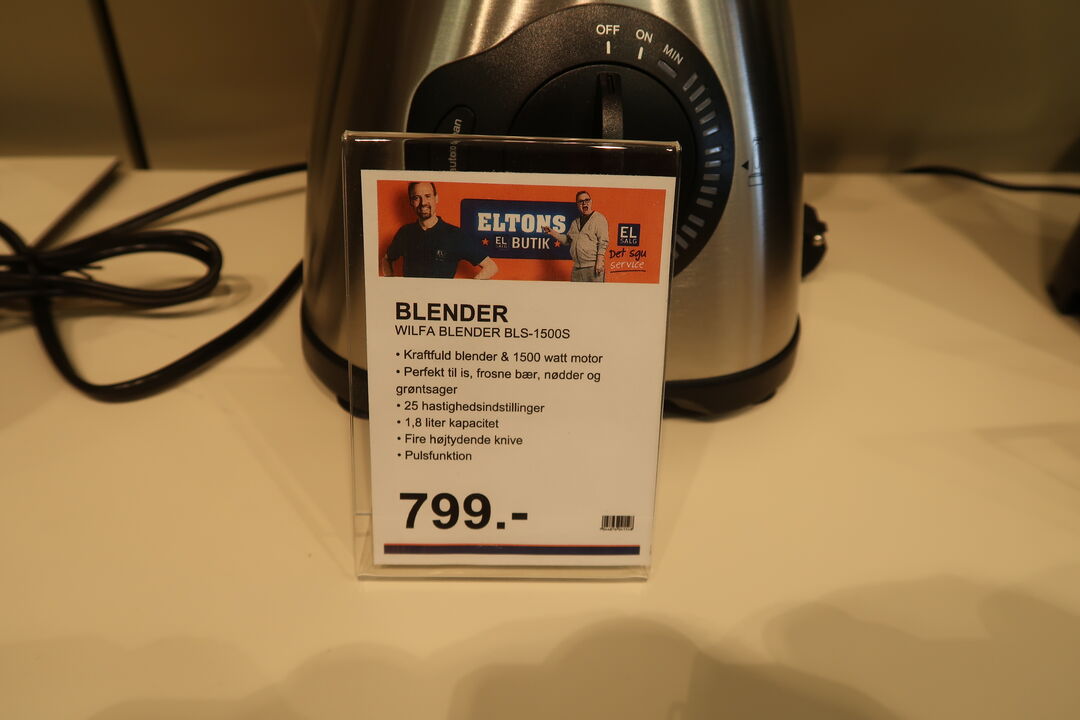 OFF
ON
MIN
ELTONS
EL
SALG
BUTIK
EL
SALG
Det sgu
service
BLENDER
WILFA BLENDER BLS-1500S
• Kraftfuld blender & 1500 watt motor
• Perfekt til is, frosne bær, nødder og
grøntsager
• 25 hastighedsindstillinger
• 1,8 liter kapacitet
• Fire højtydende knive
• Pulsfunktion
799.-